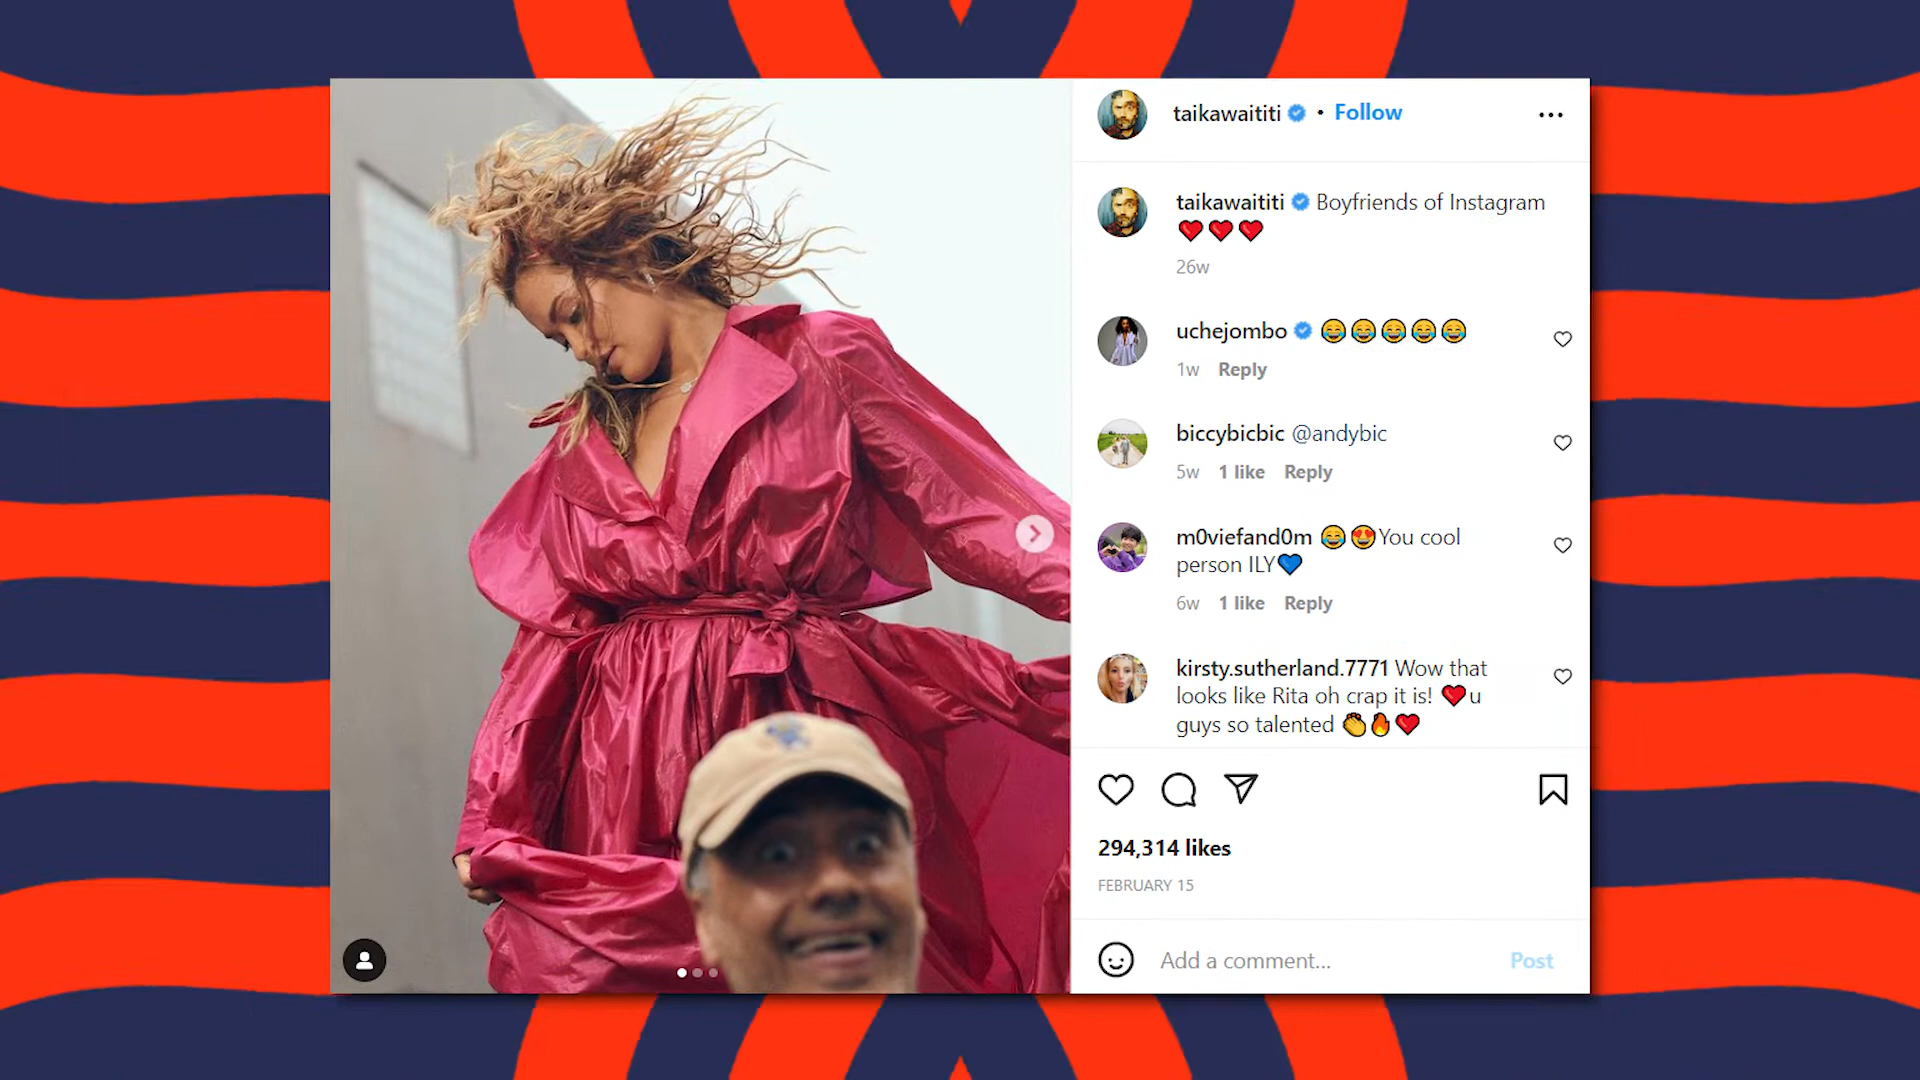 taikawaititi • Follow
taikawaititi Boyfriends of Instagram
❤️❤️❤️
26w
uchejombo 😂😂😂😂😂
1w Reply
biccybicbic @andybic
5w 1 like Reply
m0viefand0m 😂😍You cool
person ILY💙
6w 1 like Reply
kirsty.sutherland.7771 Wow that
looks like Rita oh crap it is! ❤️u
guys so talented 👏🔥❤️
294,314 likes
FEBRUARY 15
Add a comment...
Post